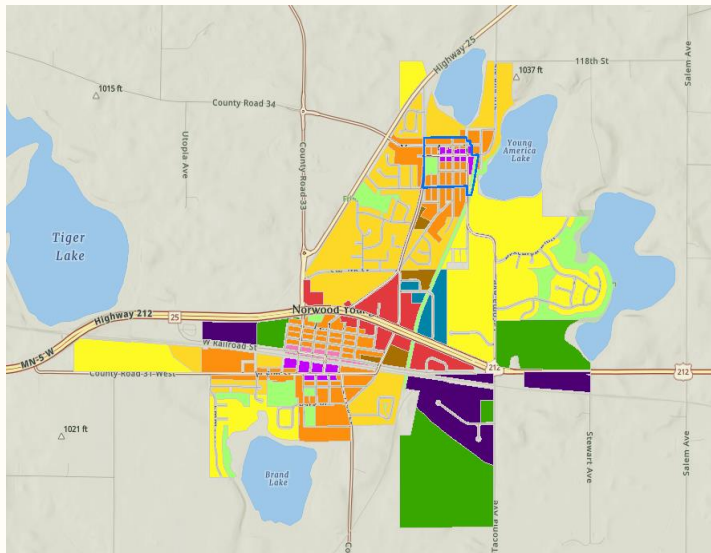 Highway 25
1037 ft
118th St
Salem Ave
1015 ft
County Road 34
Utopia Ave
County Road 33
Young
America
Lake
Tiger
Lake
Highway 212
25
Norwood Young
W Railroad St
MN-5 W
212
212
County-Road-31-West
1021 ft
Brand
Lake
Stewart Ave
Salem Ave
Tacoma Ave
Co